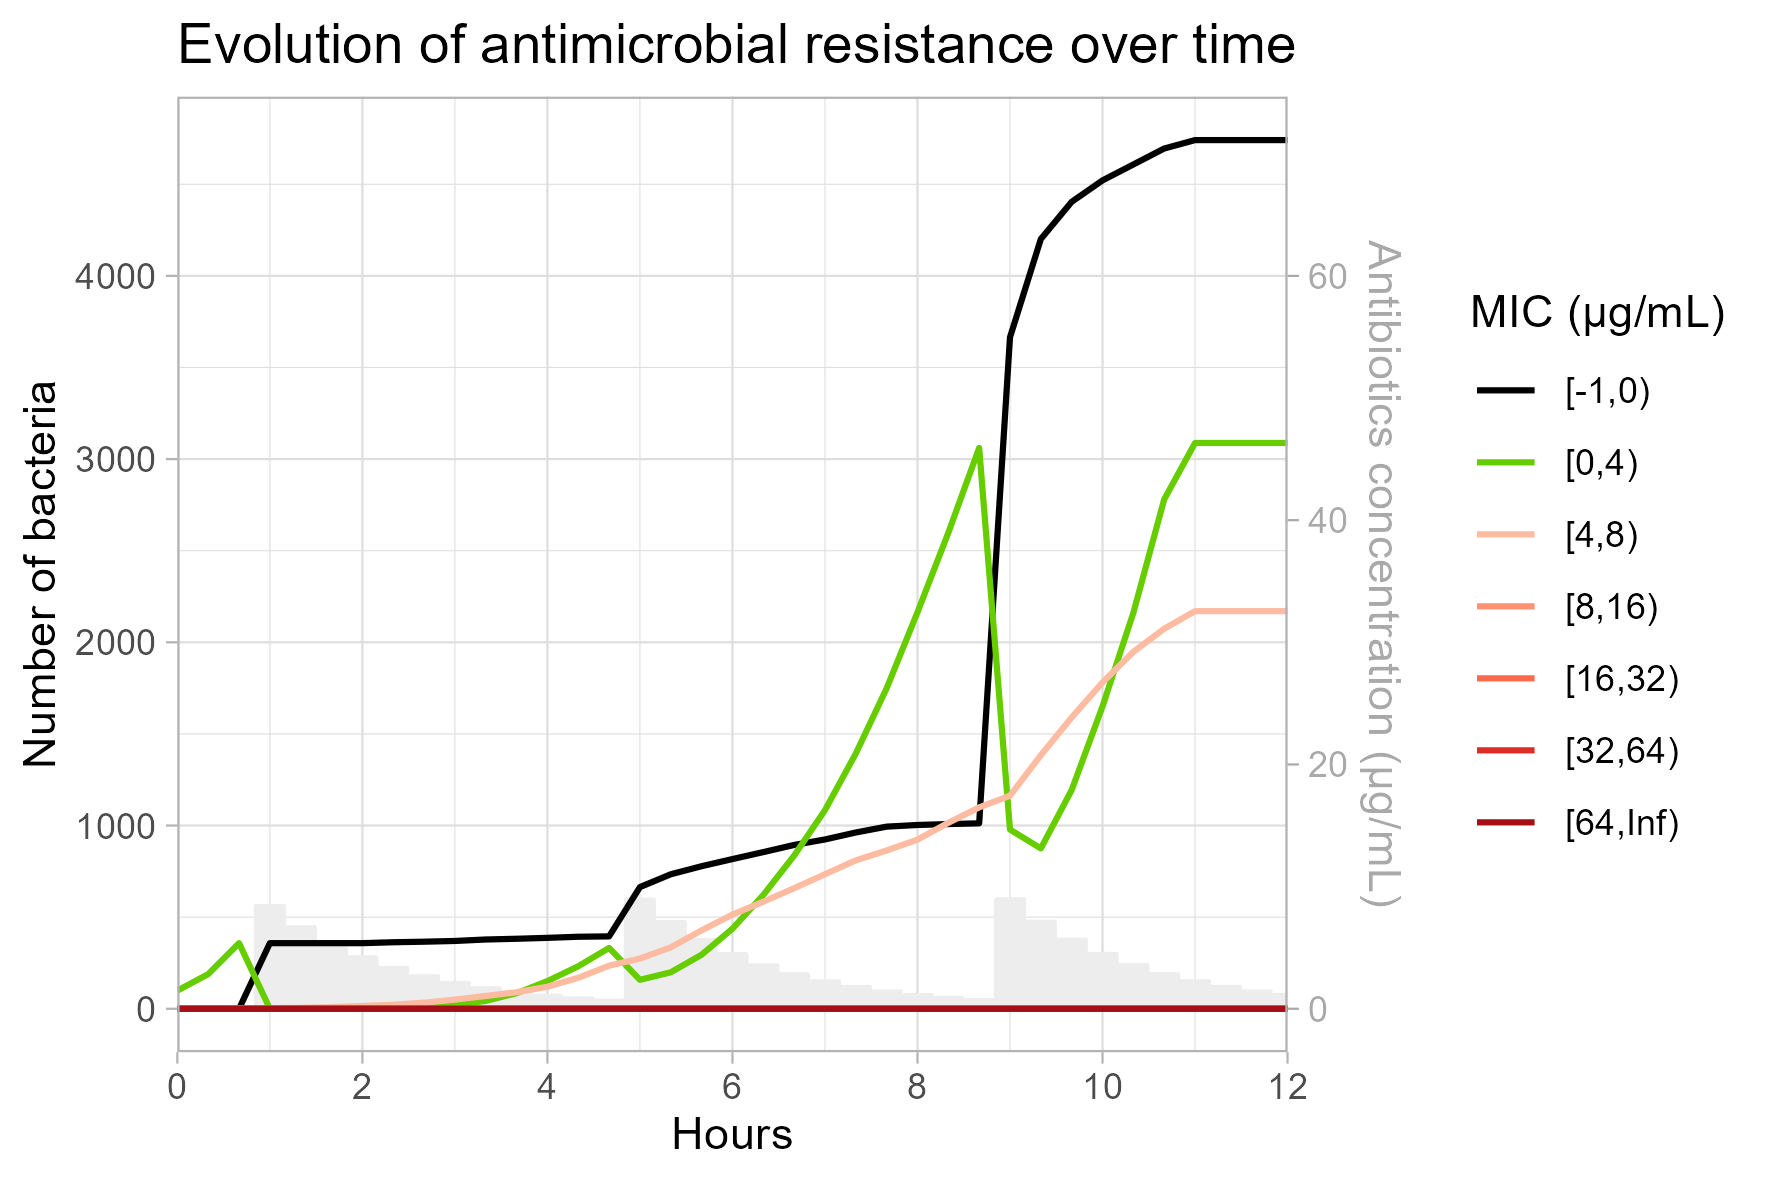 Evolution of antimicrobial resistance over time
Number of bacteria
4000
3000
2000
1000
0
60
40
20
0
Antibiotics concentration (µg/mL)
0 2 4 6 8 10 12
Hours
MIC (µg/mL)
[-1,0)
[0,4)
[4,8)
[8,16)
[16,32)
[32,64)
[64,Inf)